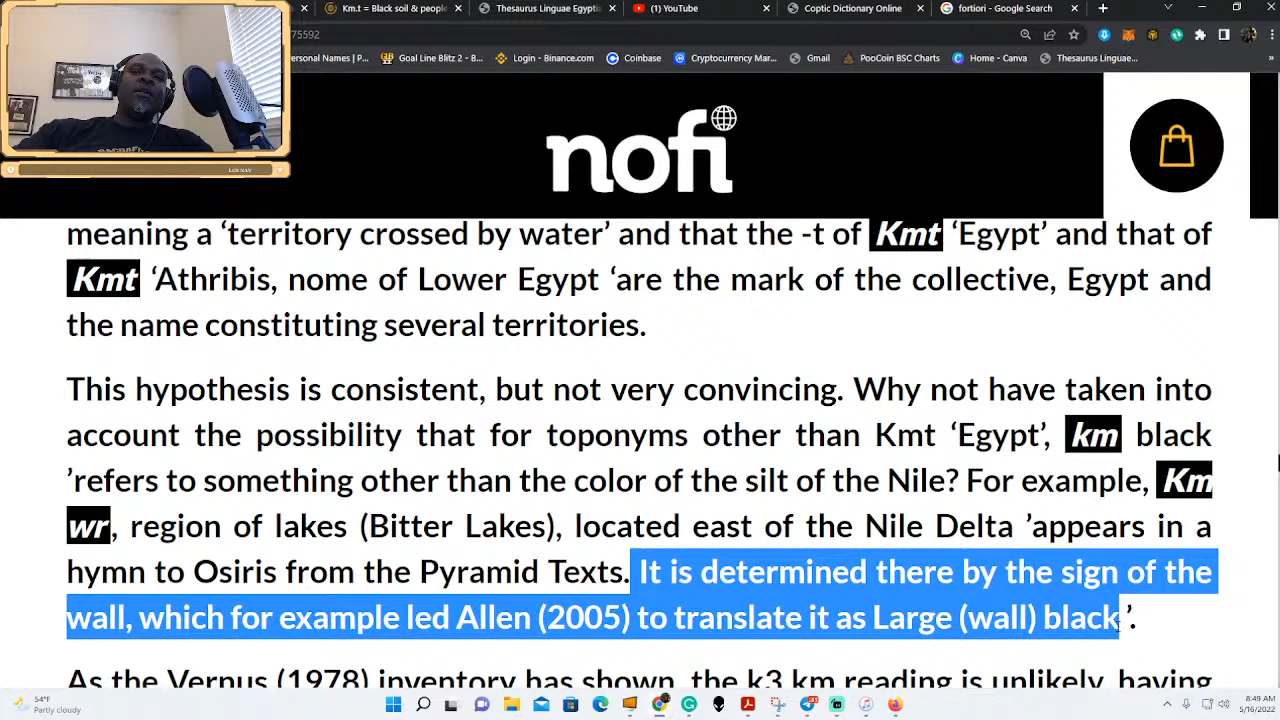 Km.t = Black soil & people
Thesaurus Linguae Egyptia
(1) YouTube
Coptic Dictionary Online
fortiori - Google Search
75592
ersonal Names | P...
Goal Line Blitz 2 - B...
Login - Binance.com
Coinbase
Cryptocurrency Mar...
Gmail
PooCoin BSC Charts
Home - Canva
Thesaurus Linguae...
nofi
meaning a ‘territory crossed by water’ and that the -t of Kmt ‘Egypt’ and that of
Kmt ‘Athribis, nome of Lower Egypt ‘are the mark of the collective, Egypt and
the name constituting several territories.
This hypothesis is consistent, but not very convincing. Why not have taken into
account the possibility that for toponyms other than Kmt ‘Egypt’, km black
’refers to something other than the color of the silt of the Nile? For example, Km
wr, region of lakes (Bitter Lakes), located east of the Nile Delta ’appears in a
hymn to Osiris from the Pyramid Texts. It is determined there by the sign of the
wall, which for example led Allen (2005) to translate it as Large (wall) black ’.
As the Vernus (1978) inventory has shown, the k3 km reading is unlikely, having
54°F
Partly cloudy
8:49 AM
5/16/2022